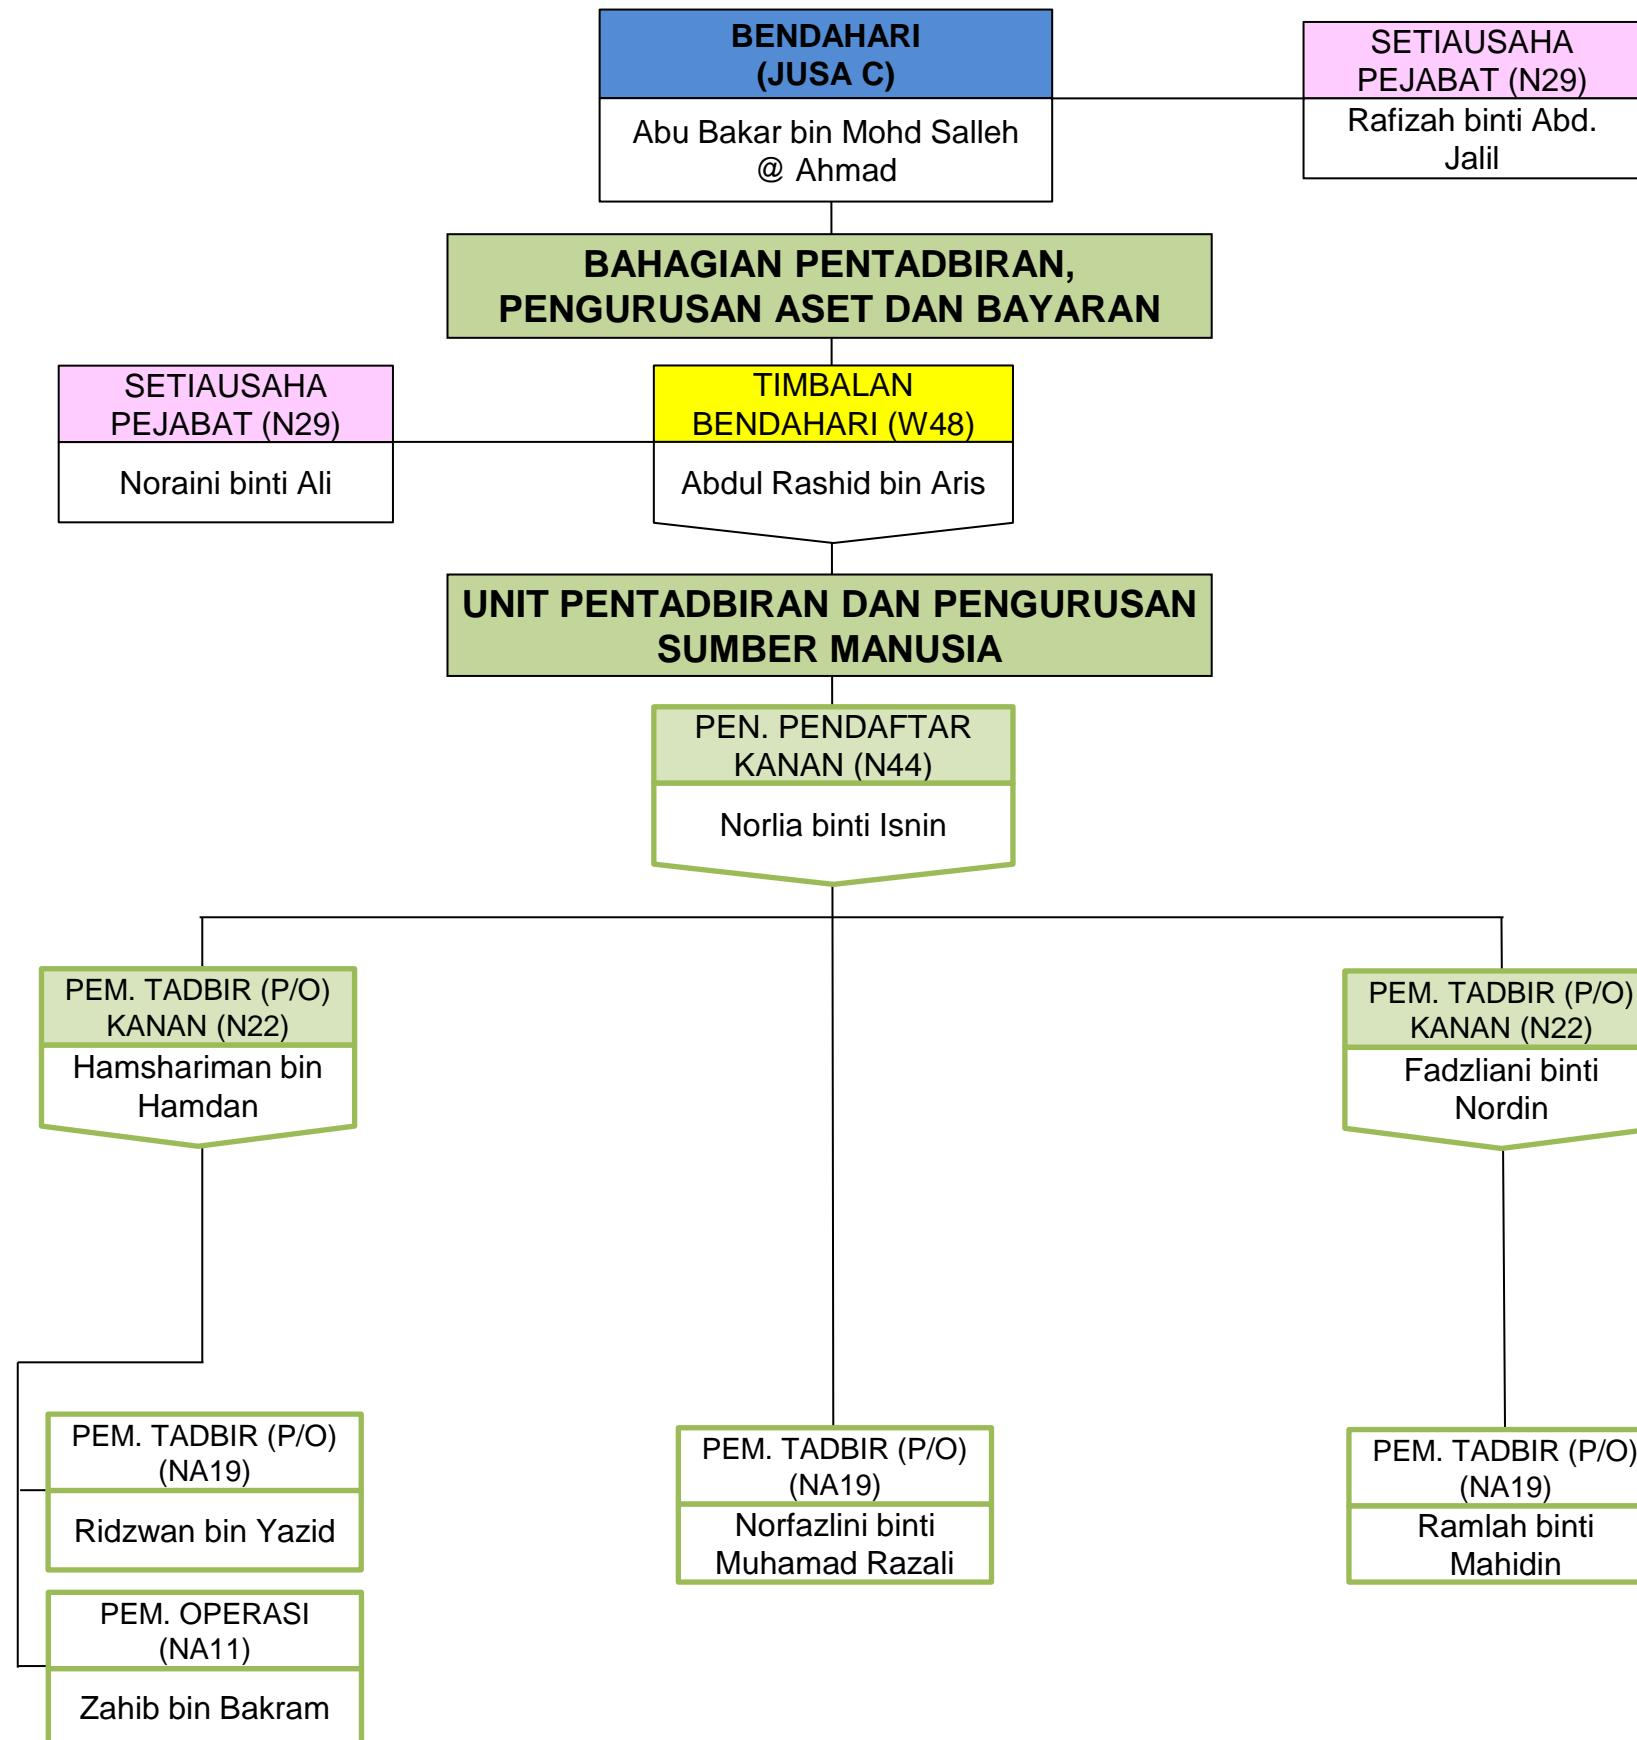 BENDAHARI
(JUSA C)
Abu Bakar bin Mohd Salleh
@ Ahmad
SETIAUSAHA
PEJABAT (N29)
Rafizah binti Abd.
Jalil
BAHAGIAN PENTADBIRAN,
PENGURUSAN ASET DAN BAYARAN
SETIAUSAHA
PEJABAT (N29)
Noraini binti Ali
TIMBALAN
BENDAHARI (W48)
Abdul Rashid bin Aris
UNIT PENTADBIRAN DAN PENGURUSAN
SUMBER MANUSIA
PEN. PENDAFTAR
KANAN (N44)
Norlia binti Isnin
PEM. TADBIR (P/O)
KANAN (N22)
Hamshariman bin
Hamdan
PEM. TADBIR (P/O)
KANAN (N22)
Fadzliani binti
Nordin
PEM. TADBIR (P/O)
(NA19)
Ridzwan bin Yazid
PEM. TADBIR (P/O)
(NA19)
Norfazlini binti
Muhamad Razali
PEM. TADBIR (P/O)
(NA19)
Ramlah binti
Mahidin
PEM. OPERASI
(NA11)
Zahib bin Bakram